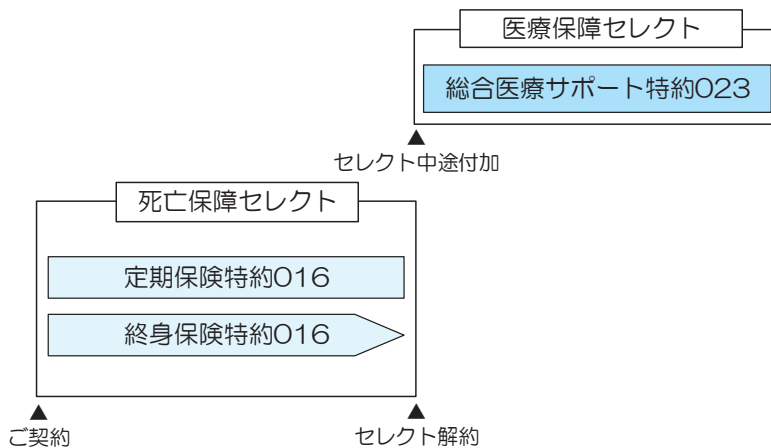 医療保障セレクト
総合医療サポート特約023
▲
セレクト中途付加
死亡保障セレクト
定期保険特約016
終身保険特約016
▲ ▲
ご契約 セレクト解約